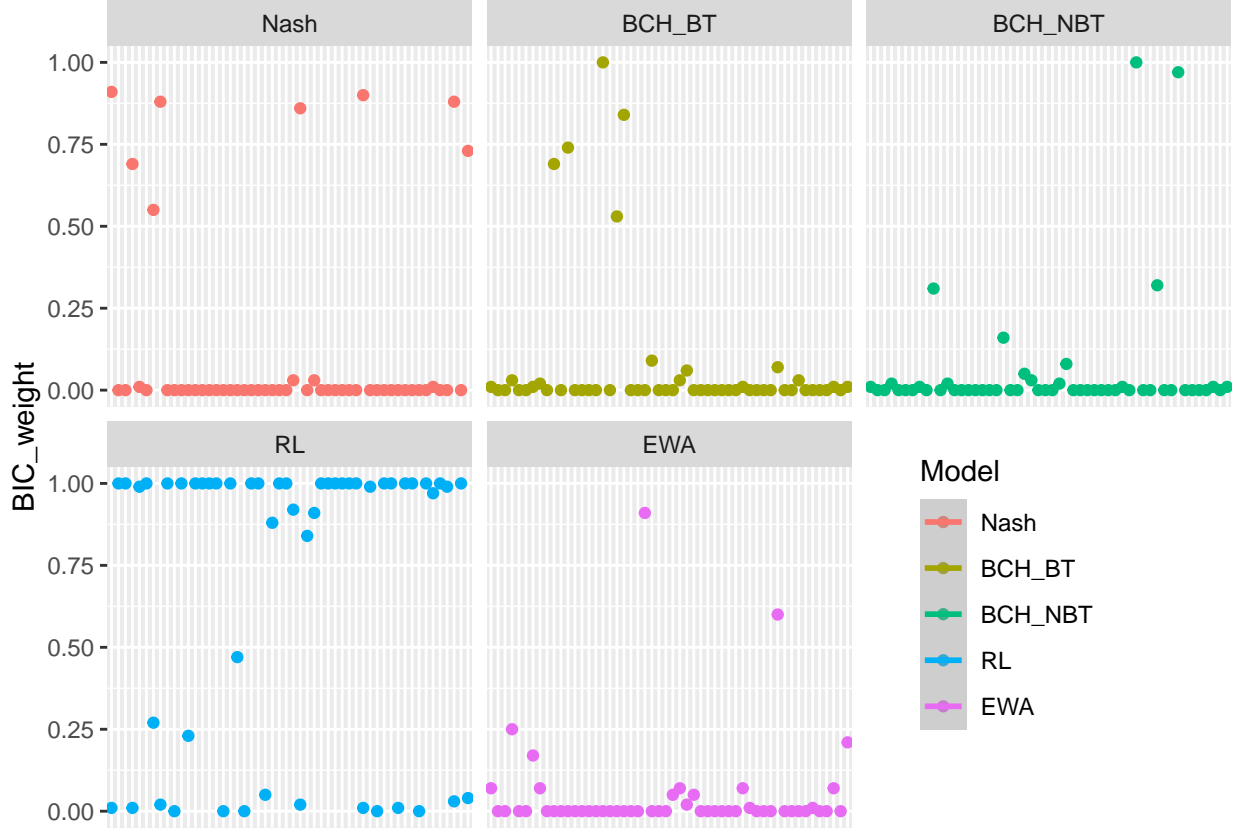 Nash
BCH_BT
BCH_NBT
1.00
0.75
0.50
0.25
0.00
BIC_weight
RL
EWA
1.00
0.75
0.50
0.25
0.00
Model
Nash
BCH_BT
BCH_NBT
RL
EWA